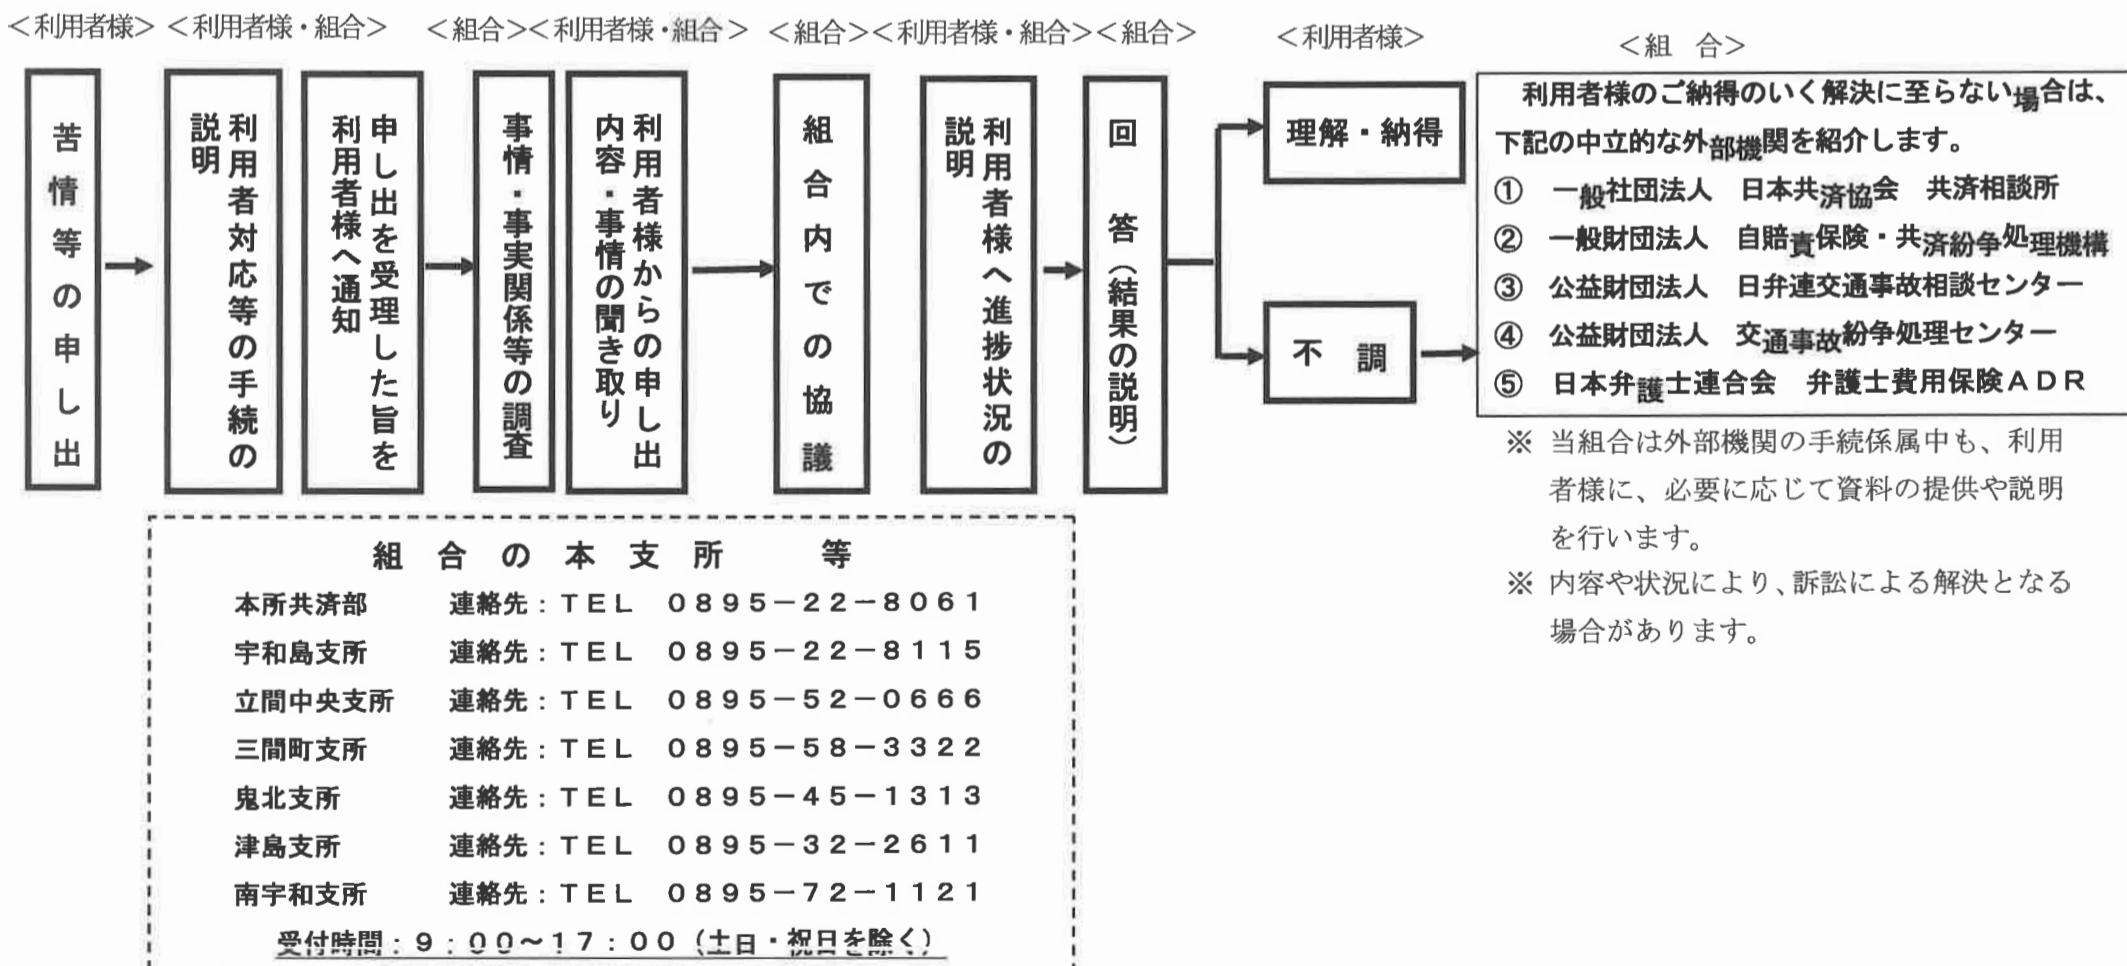 ＜利用者様＞ ＜利用者様・組合＞ ＜組合＞＜利用者様・組合＞ ＜組合＞＜利用者様・組合＞＜組合＞ ＜利用者様＞ ＜組　合＞
苦情等の申し出
利用者対応等の手続の
説明
申し出を受理した旨を
利用者様へ通知
事情・事実関係等の調査
利用者様からの申し出
内容・事情の聞き取り
組合内での協議
利用者様へ進捗状況の
説明
回　答（結果の説明）
理解・納得
不　調
利用者様のご納得のいく解決に至らない場合は、
下記の中立的な外部機関を紹介します。
①　一般社団法人　日本共済協会　共済相談所
②　一般財団法人　自賠責保険・共済紛争処理機構
③　公益財団法人　日弁連交通事故相談センター
④　公益財団法人　交通事故紛争処理センター
⑤　日本弁護士連合会　弁護士費用保険ＡＤＲ
※ 当組合は外部機関の手続係属中も、利用
者様に、必要に応じて資料の提供や説明
を行います。
※ 内容や状況により、訴訟による解決となる
場合があります。
組　合　の　本　支　所　　等
本所共済部　連絡先：ＴＥＬ　０８９５－２２－８０６１
宇和島支所　連絡先：ＴＥＬ　０８９５－２２－８１１５
立間中央支所　連絡先：ＴＥＬ　０８９５－５２－０６６６
三間町支所　連絡先：ＴＥＬ　０８９５－５８－３３２２
鬼北支所　連絡先：ＴＥＬ　０８９５－４５－１３１３
津島支所　連絡先：ＴＥＬ　０８９５－３２－２６１１
南宇和支所　連絡先：ＴＥＬ　０８９５－７２－１１２１
受付時間：９：００～１７：００（土日・祝日を除く）